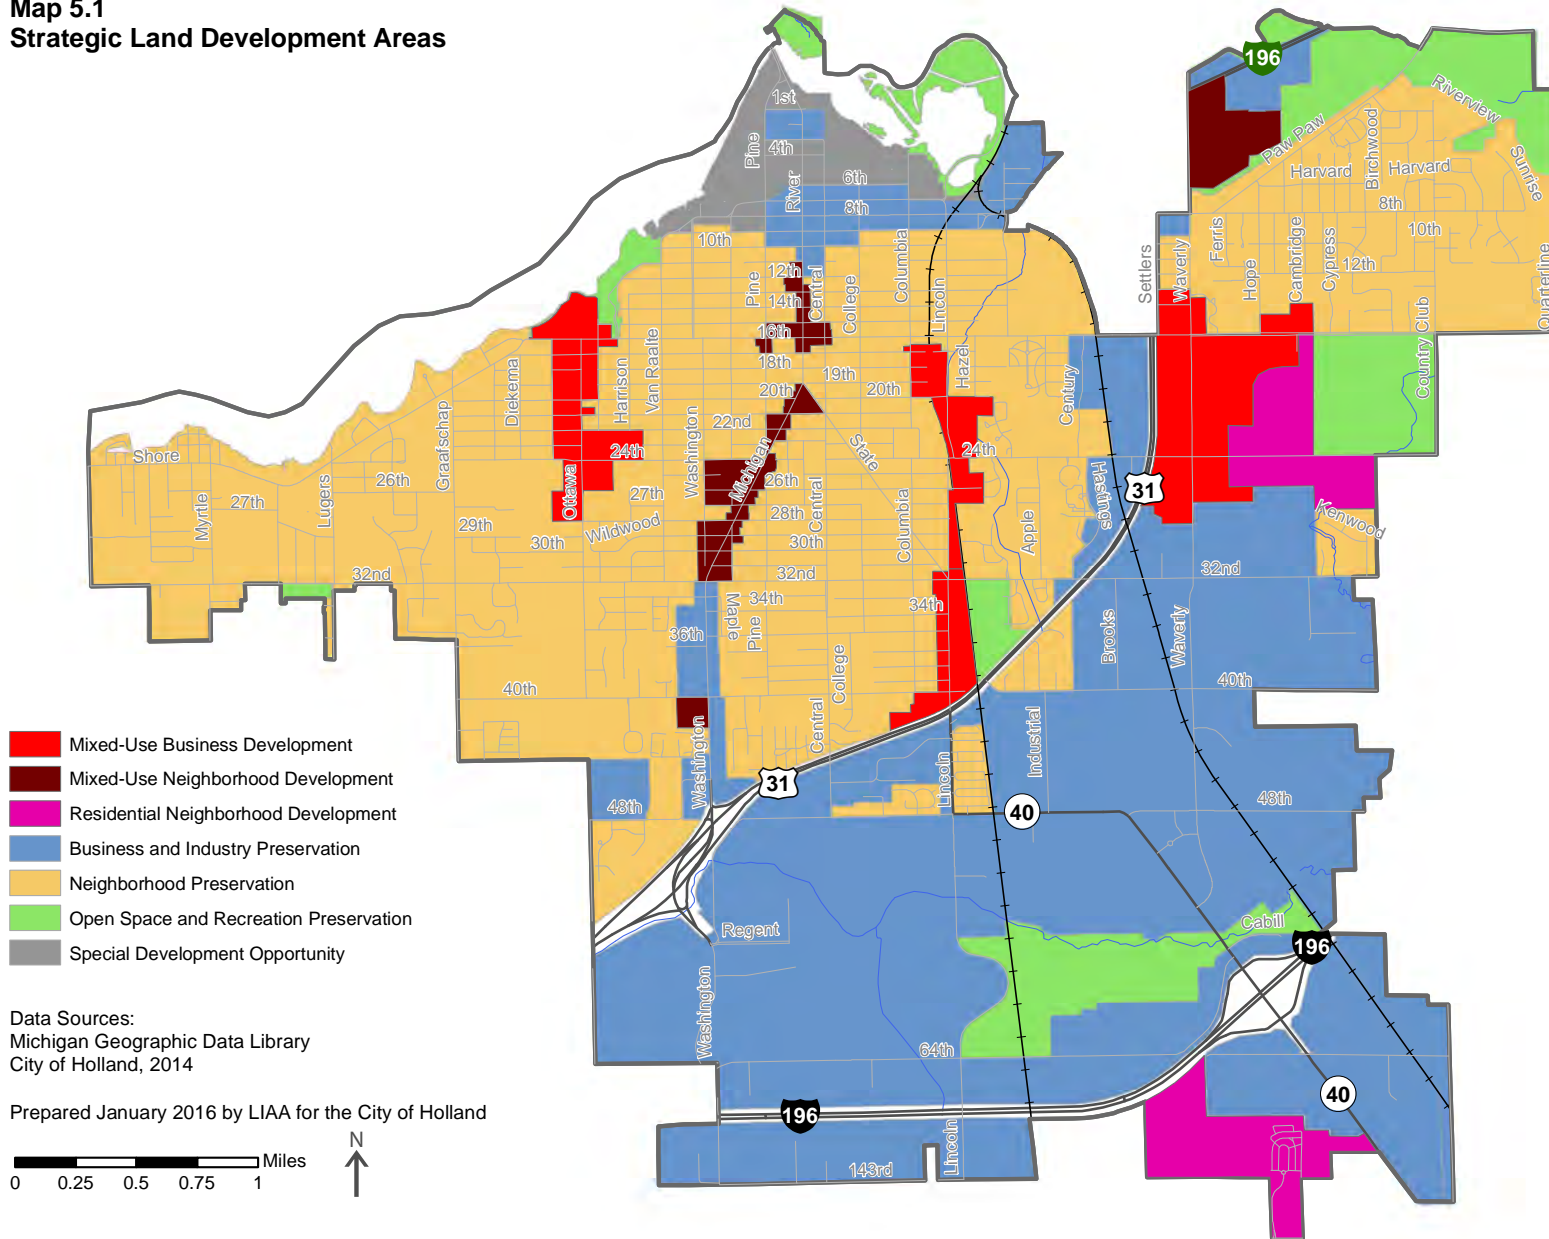 Map 5.1
Strategic Land Development Areas
196
1st
Pine
4th
River
6th
8th
10th
Riverview
Paw Paw
Birchwood
Harvard
Harvard
Sunrise
8th
10th
12th
Settlers
Waverly
Ferris
Hope
Cambridge
Cypress
Country Club
Quarterline
12th
Pine
14th
Central
College
Columbia
Lincoln
16th
18th
19th
20th
20th
Hazel
Century
Diekema
Harrison
Van Raalte
Graafschap
Washington
22nd
Michigan
State
24th
24th
Shore
Myrtle
27th
Lugers
26th
29th
30th
Ottawa
Wildwood
27th
26th
28th
30th
Central
Columbia
Apple
Hastings
31
Kenwood
32nd
32nd
32nd
34th
34th
36th
Maple
Pine
College
Brooks
Waverly
40th
40th
Central
Washington
Lincoln
Industrial
31
48th
48th
40
Mixed-Use Business Development
Mixed-Use Neighborhood Development
Residential Neighborhood Development
Business and Industry Preservation
Neighborhood Preservation
Open Space and Recreation Preservation
Special Development Opportunity
Regent
Cabill
196
Washington
64th
Data Sources:
Michigan Geographic Data Library
City of Holland, 2014
Prepared January 2016 by LIAA for the City of Holland
196
40
Lincoln
143rd
N
Miles
0 0.25 0.5 0.75 1